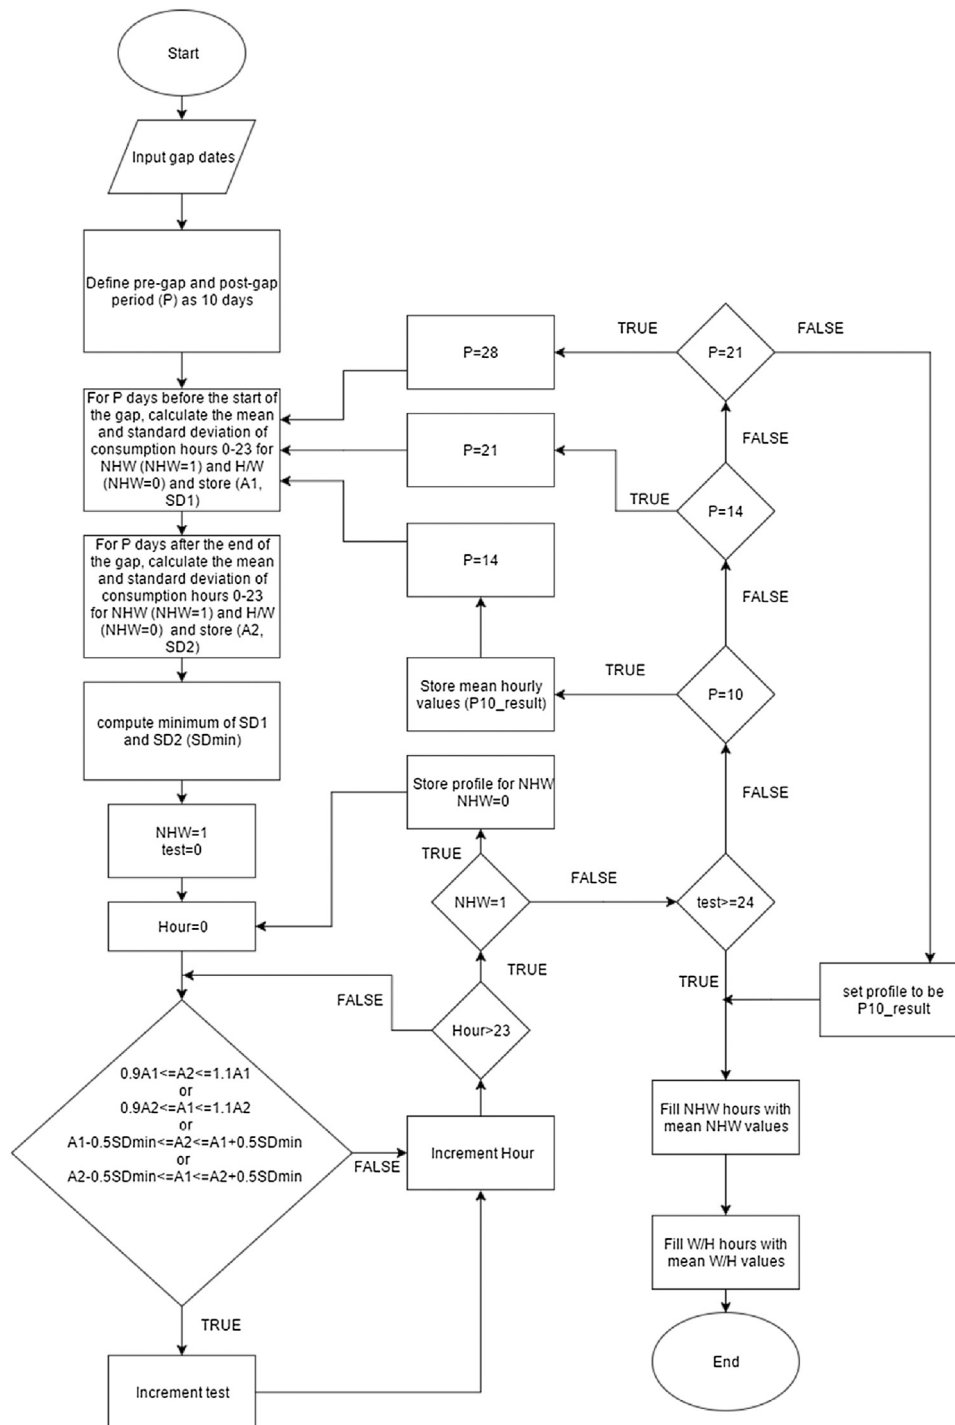 Start
Input gap dates
Define pre-gap and post-gap
period (P) as 10 days
For P days before the start of
the gap, calculate the mean
and standard deviation of
consumption hours 0-23 for
NHW (NHW=1) and H/W
(NHW=0) and store (A1,
SD1)
For P days after the end of
the gap, calculate the mean
and standard deviation of
consumption hours 0-23
for NHW (NHW=1) and H/W
(NHW=0) and store (A2,
SD2)
compute minimum of SD1
and SD2 (SDmin)
NHW=1
test=0
Hour=0
0.9A1<=A2<=1.1A1
or
0.9A2<=A1<=1.1A2
or
A1-0.5SDmin<=A2<=A1+0.5SDmin
or
A2-0.5SDmin<=A1<=A2+0.5SDmin
TRUE
Increment test
FALSE
Increment Hour
Hour>23
FALSE
TRUE
NHW=1
TRUE
Store profile for NHW
NHW=0
FALSE
test>=24
FALSE
P=10
TRUE
Store mean hourly
values (P10_result)
P=14
FALSE
P=14
TRUE
P=21
FALSE
P=21
TRUE
P=28
FALSE
set profile to be
P10_result
TRUE
Fill NHW hours with
mean NHW values
Fill W/H hours with
mean W/H values
End